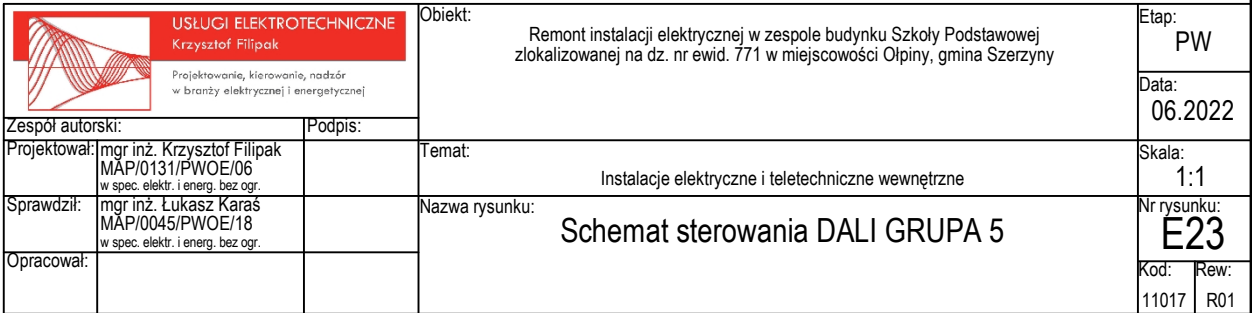 USŁUGI ELEKTROTECHNICZNE
Krzysztof Filipak
Projektowanie, kierowanie, nadzór
w branży elektrycznej i energetycznej
Zespół autorski:
Podpis:
Projektował:
mgr inż. Krzysztof Filipak
MAP/0131/PWOE/06
w spec. elektr. i energ. bez ogr.
Sprawdził:
mgr inż. Łukasz Karaś
MAP/0045/PWOE/18
w spec. elektr. i energ. bez ogr.
Opracował:
Obiekt:
Remont instalacji elektrycznej w zespole budynku Szkoły Podstawowej
zlokalizowanej na dz. nr ewid. 771 w miejscowości Ołpiny, gmina Szerzyny
Temat:
Instalacje elektryczne i teletechniczne wewnętrzne
Nazwa rysunku:
Schemat sterowania DALI GRUPA 5
Etap:
PW
Data:
06.2022
Skala:
1:1
Nr rysunku:
E23
Kod:
11017
Rew:
R01